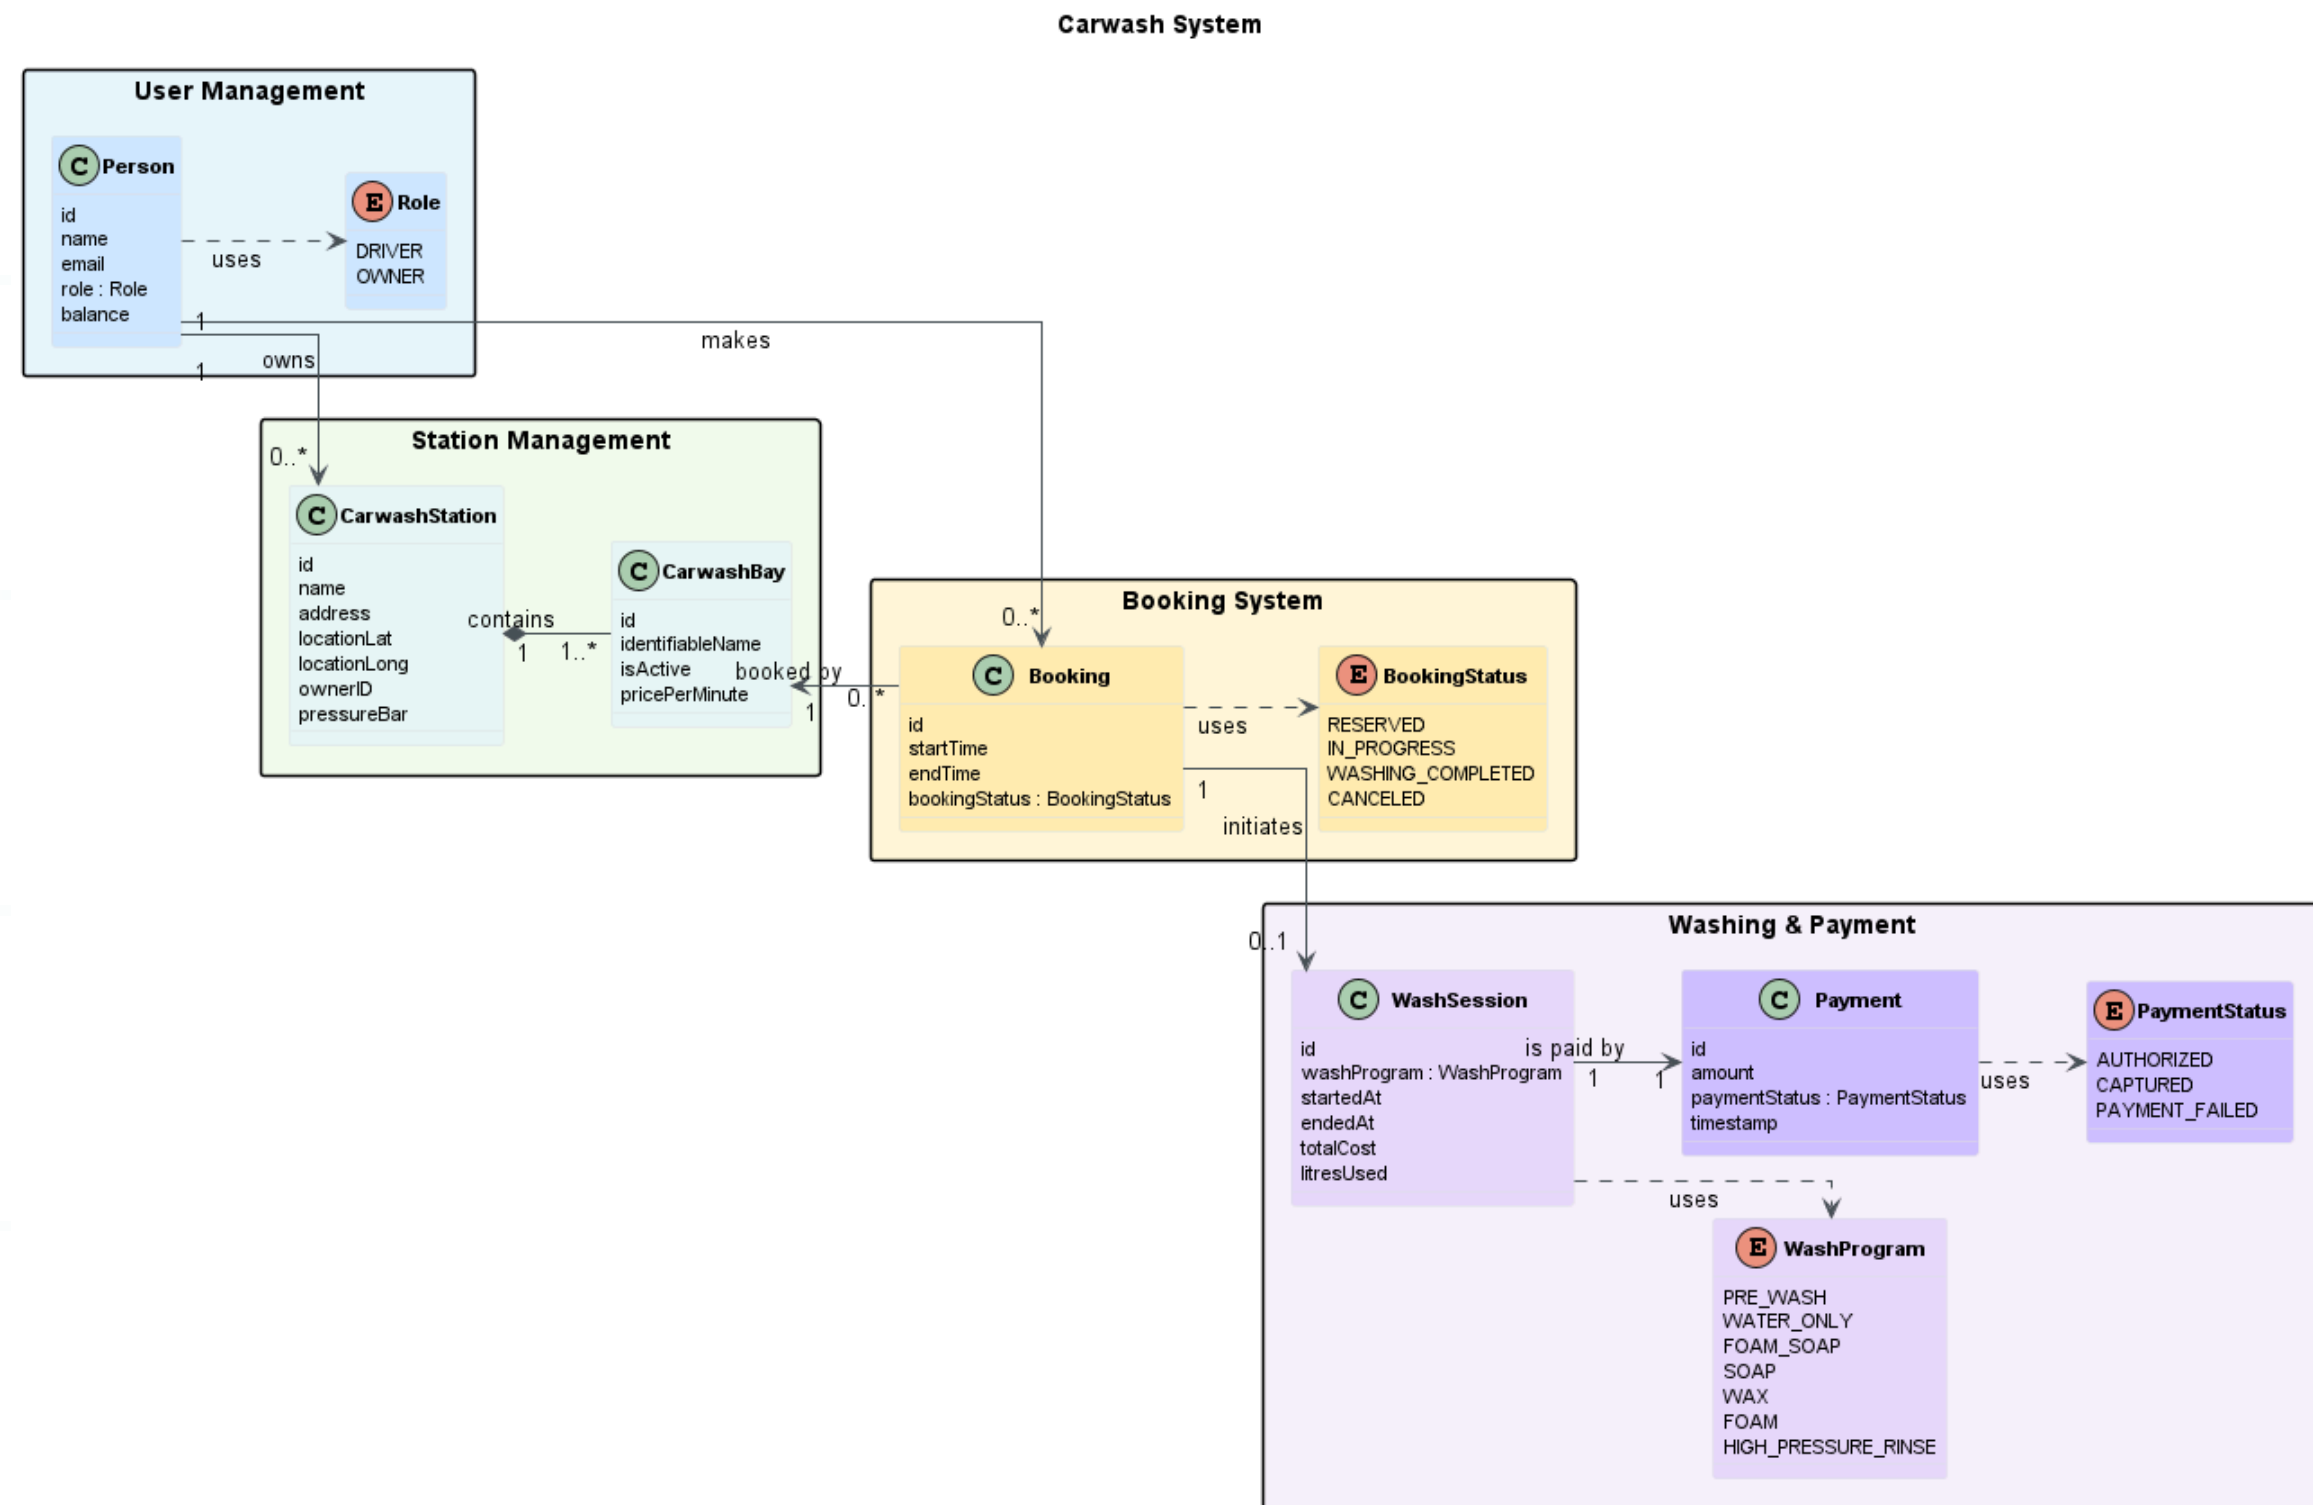 Carwash System
User Management
C Person
id
name
email
role : Role
balance
uses
E Role
DRIVER
OWNER
1
makes
owns
1
0..*
0..*
Station Management
C CarwashStation
id
name
address
locationLat
locationLong
ownerID
pressureBar
contains
1
1..*
C CarwashBay
id
identifiableName
isActive
pricePerMinute
booked by
1
0..*
Booking System
C Booking
id
startTime
endTime
bookingStatus : BookingStatus
uses
E BookingStatus
RESERVED
IN_PROGRESS
WASHING_COMPLETED
CANCELED
1
initiates
0..1
Washing & Payment
C WashSession
id
washProgram : WashProgram
startedAt
endedAt
totalCost
litresUsed
is paid by
1
1
C Payment
id
amount
paymentStatus : PaymentStatus
timestamp
uses
E PaymentStatus
AUTHORIZED
CAPTURED
PAYMENT_FAILED
uses
E WashProgram
PRE_WASH
WATER_ONLY
FOAM_SOAP
SOAP
WAX
FOAM
HIGH_PRESSURE_RINSE